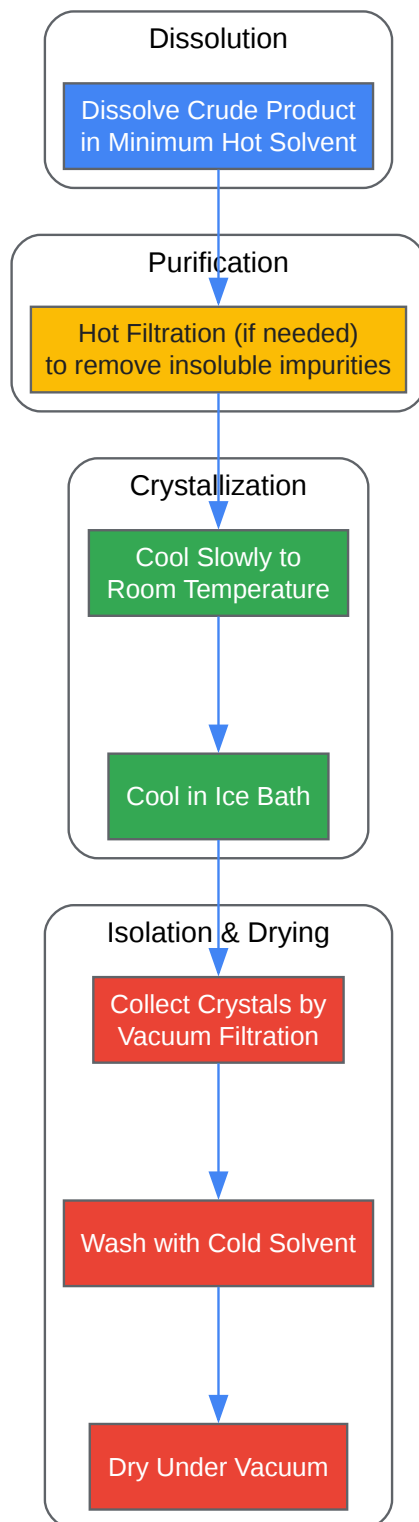 Dissolution
Dissolve Crude Product
in Minimum Hot Solvent
Purification
Hot Filtration (if needed)
to remove insoluble impurities
Crystallization
Cool Slowly to
Room Temperature
Cool in Ice Bath
Isolation & Drying
Collect Crystals by
Vacuum Filtration
Wash with Cold Solvent
Dry Under Vacuum